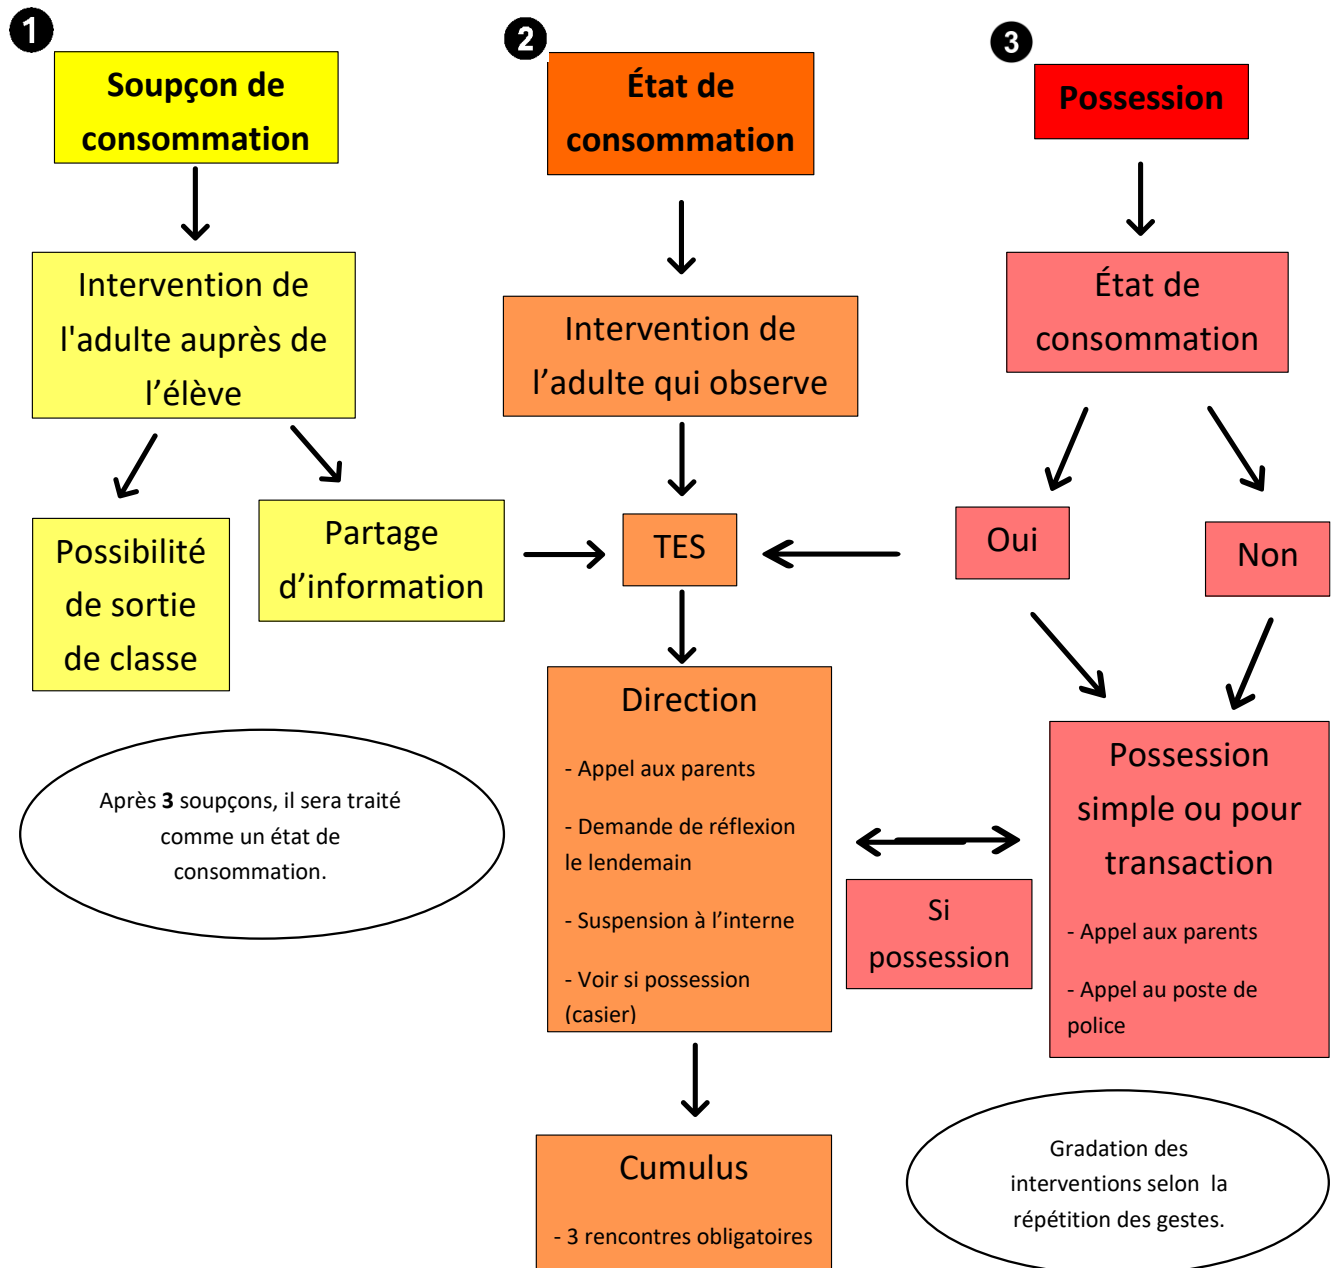 1
Soupçon de
consommation
Intervention de
l'adulte auprès de
l’élève
Possibilité
de sortie
de classe
Partage
d’information
Après 3 soupçons, il sera traité
comme un état de
consommation.
2
État de
consommation
Intervention de
l’adulte qui observe
TES
Direction
- Appel aux parents
- Demande de réflexion
le lendemain
- Suspension à l’interne
- Voir si possession
(casier)
Cumulus
- 3 rencontres obligatoires
3
Possession
État de
consommation
Oui
Non
Si
possession
Possession
simple ou pour
transaction
- Appel aux parents
- Appel au poste de
police
Gradation des
interventions selon la
répétition des gestes.